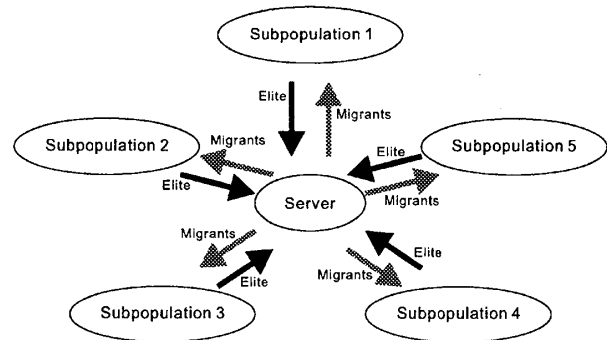 Subpopulation 1
Elite
Migrants
Subpopulation 2
Migrants
Elite
Elite
Subpopulation 5
Migrants
Server
Migrants
Elite
Subpopulation 3
Migrants
Elite
Subpopulation 4